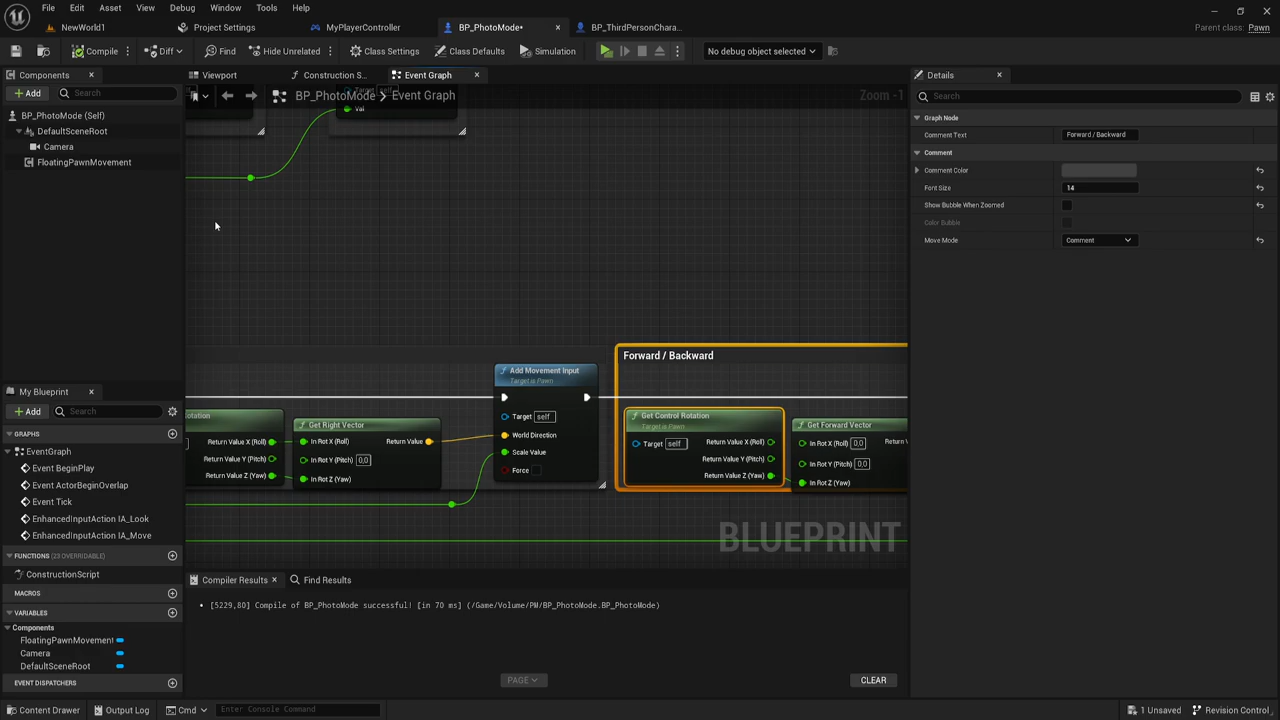 File Edit Asset View Debug Window Tools Help
NewWorld1 Project Settings MyPlayerController BP_PhotoMode* BP_ThirdPersonChara... Parent class: Pawn
Compile Diff Find Hide Unrelated Class Settings Class Defaults Simulation No debug object selected
Components
Add Search
BP_PhotoMode (Self)
DefaultSceneRoot
Camera
FloatingPawnMovement
Viewport Construction S... Event Graph
BP_PhotoMode Event Graph
Zoom -1
Target self
Val
Forward / Backward
Add Movement Input
Target is Pawn
Target self
World Direction
Scale Value
Force
otation
Return Value X (Roll)
Return Value Y (Pitch)
Return Value Z (Yaw)
Get Right Vector
In Rot X (Roll) Return Value
In Rot Y (Pitch) 0,0
In Rot Z (Yaw)
Get Control Rotation
Target is Pawn
Target self Return Value X (Roll)
Return Value Y (Pitch)
Return Value Z (Yaw)
Get Forward Vector
In Rot X (Roll) 0,0
In Rot Y (Pitch) 0,0
In Rot Z (Yaw)
BLUEPRINT
My Blueprint
Add Search
GRAPHS
EventGraph
Event BeginPlay
Event ActorBeginOverlap
Event Tick
EnhancedInputAction IA_Look
EnhancedInputAction IA_Move
FUNCTIONS (23 OVERRIDABLE)
ConstructionScript
MACROS
VARIABLES
Components
FloatingPawnMovement
Camera
DefaultSceneRoot
EVENT DISPATCHERS
Compiler Results Find Results
[5229,80] Compile of BP_PhotoMode successful! [in 70 ms] (/Game/Volume/PW/BP_PhotoMode.BP_PhotoMode)
PAGE CLEAR
Details
Search
Graph Node
Comment Text Forward / Backward
Comment
Comment Color
Font Size 14
Show Bubble When Zoomed
Color Bubble
Move Mode Comment
Content Drawer Output Log Cmd Enter Console Command 1 Unsaved Revision Control